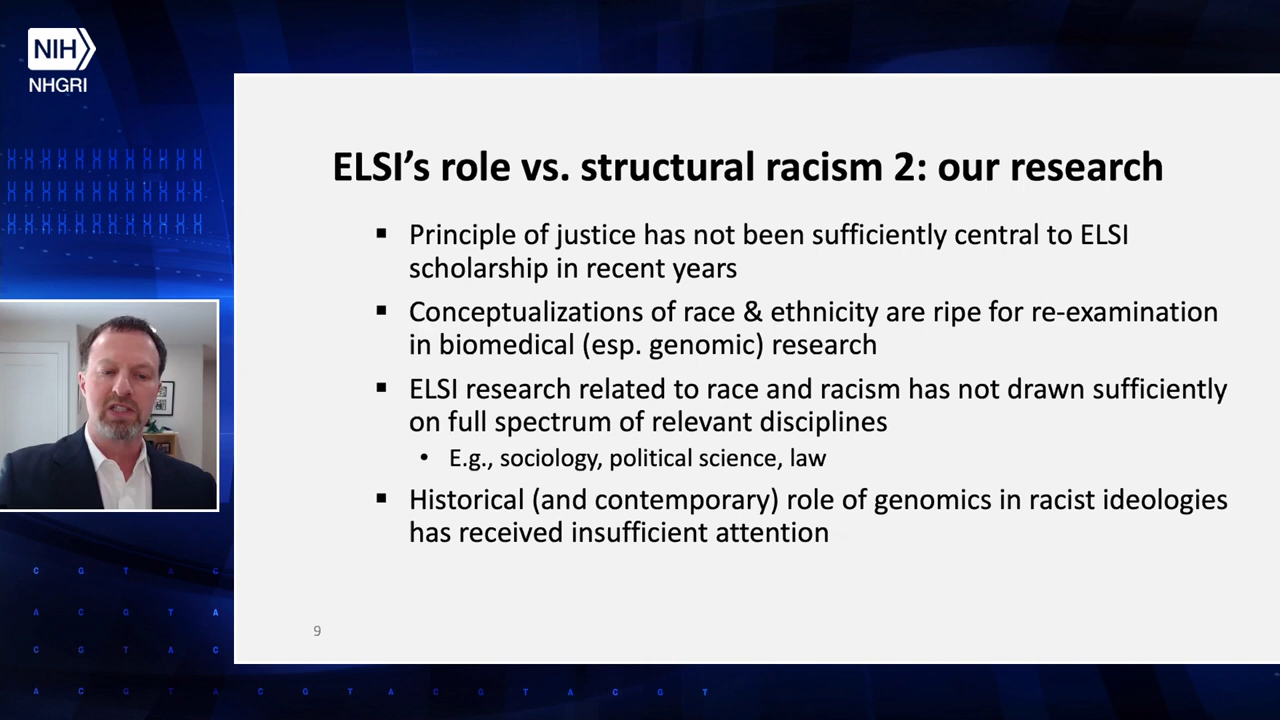 NIH
NHGRI
ELSI's role vs. structural racism 2: our research
▪ Principle of justice has not been sufficiently central to ELSI
scholarship in recent years
▪ Conceptualizations of race & ethnicity are ripe for re-examination
in biomedical (esp. genomic) research
▪ ELSI research related to race and racism has not drawn sufficiently
on full spectrum of relevant disciplines
• E.g., sociology, political science, law
▪ Historical (and contemporary) role of genomics in racist ideologies
has received insufficient attention
9
C G T A C
A C G T A
C G T A C
A C G T A C G T A C G T A C G T